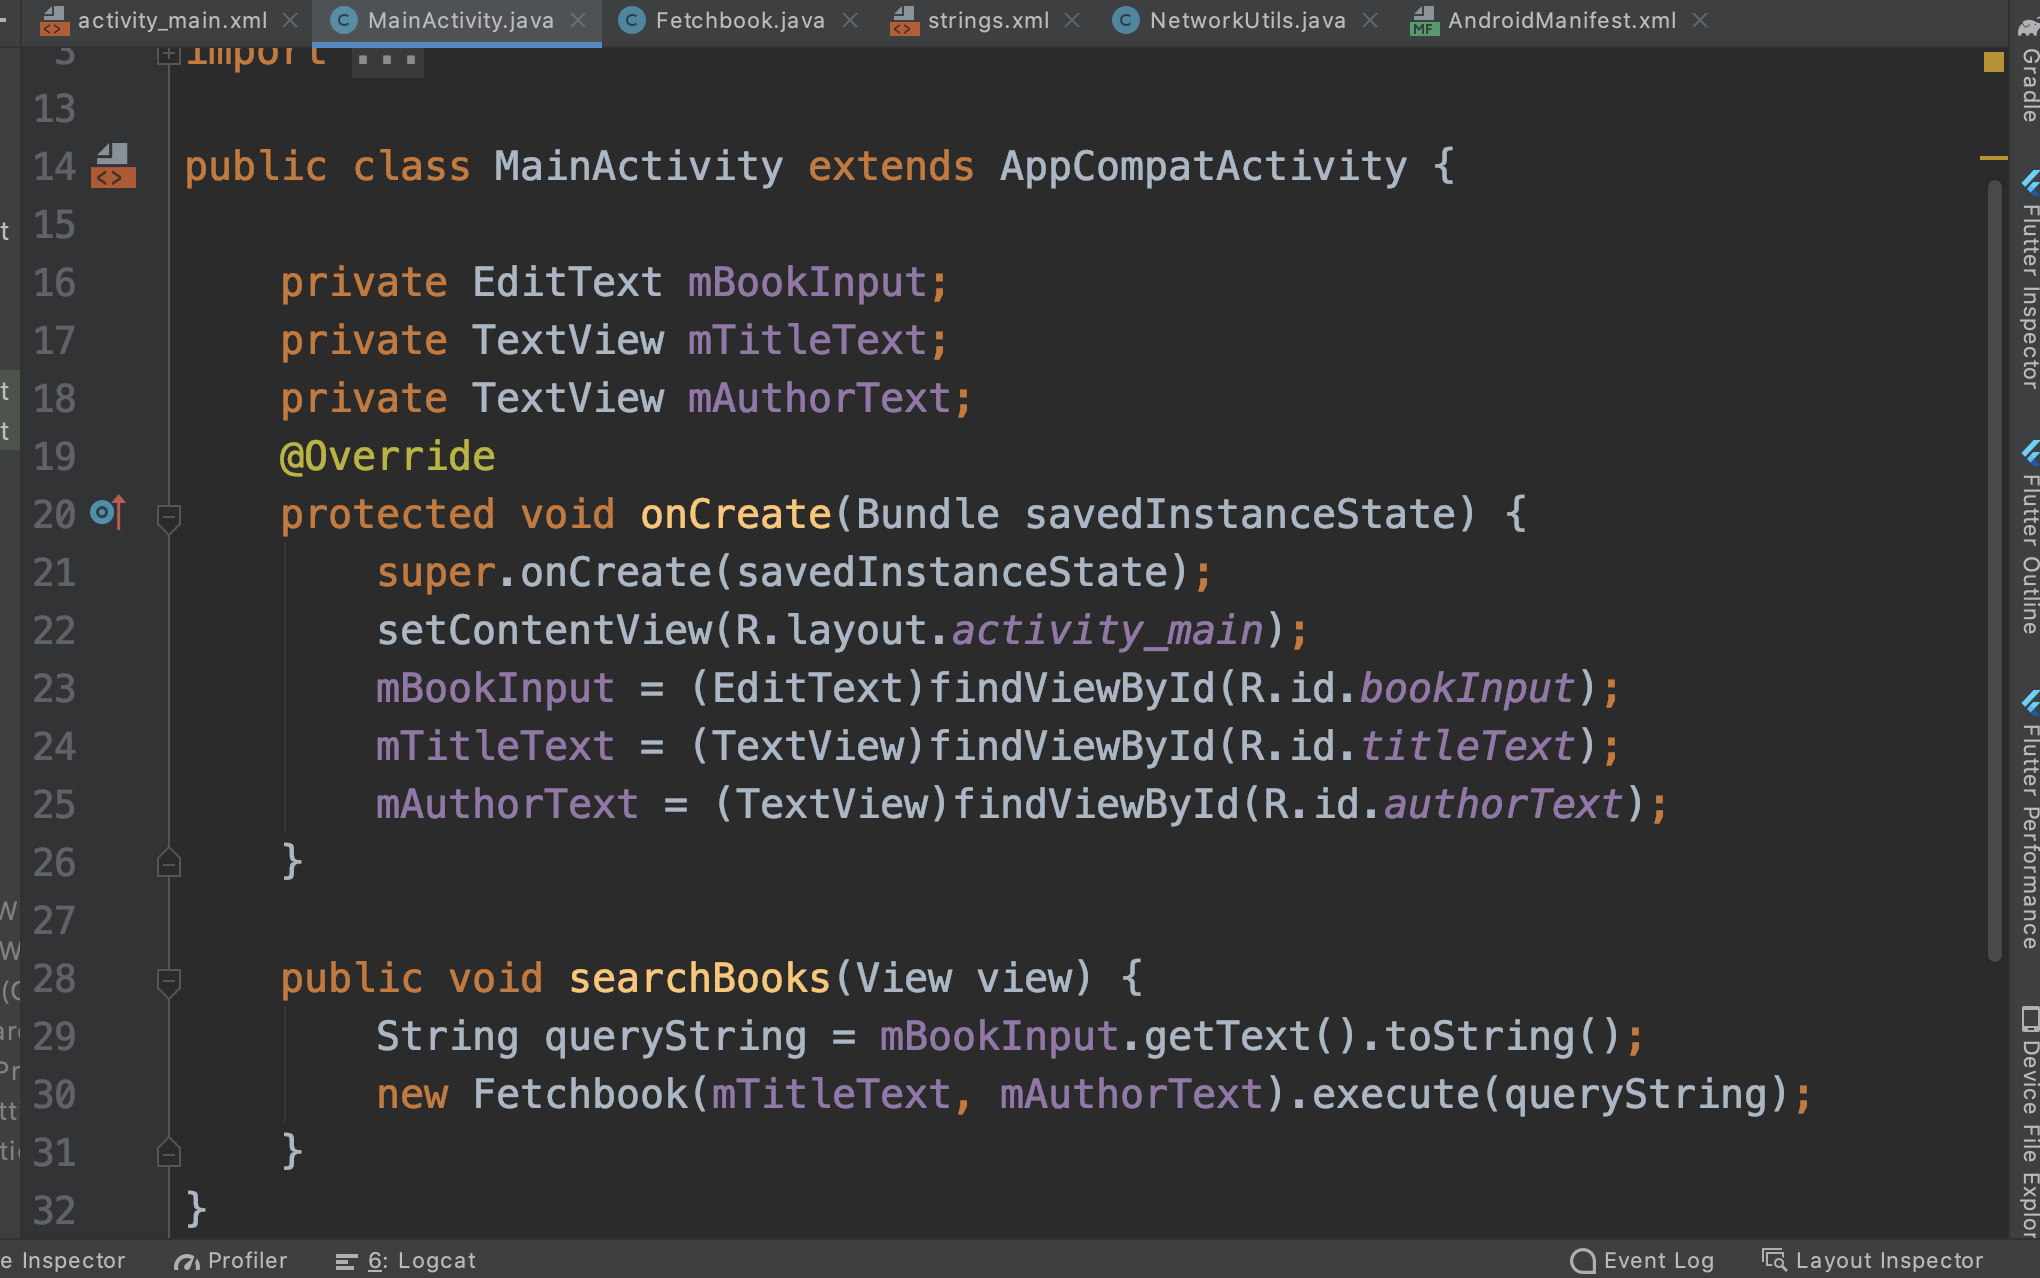 activity_main.xml MainActivity.java Fetchbook.java strings.xml NetworkUtils.java AndroidManifest.xml
3 import ...
13
14 public class MainActivity extends AppCompatActivity {
15
16 private EditText mBookInput;
17 private TextView mTitleText;
18 private TextView mAuthorText;
19 @Override
20 protected void onCreate(Bundle savedInstanceState) {
21 super.onCreate(savedInstanceState);
22 setContentView(R.layout.activity_main);
23 mBookInput = (EditText)findViewById(R.id.bookInput);
24 mTitleText = (TextView)findViewById(R.id.titleText);
25 mAuthorText = (TextView)findViewById(R.id.authorText);
26 }
27
28 public void searchBooks(View view) {
29 String queryString = mBookInput.getText().toString();
30 new Fetchbook(mTitleText, mAuthorText).execute(queryString);
31 }
32 }
Gradle
Flutter Inspector
Flutter Outline
Flutter Performance
Device File Explor
e Inspector Profiler 6: Logcat Event Log Layout Inspector